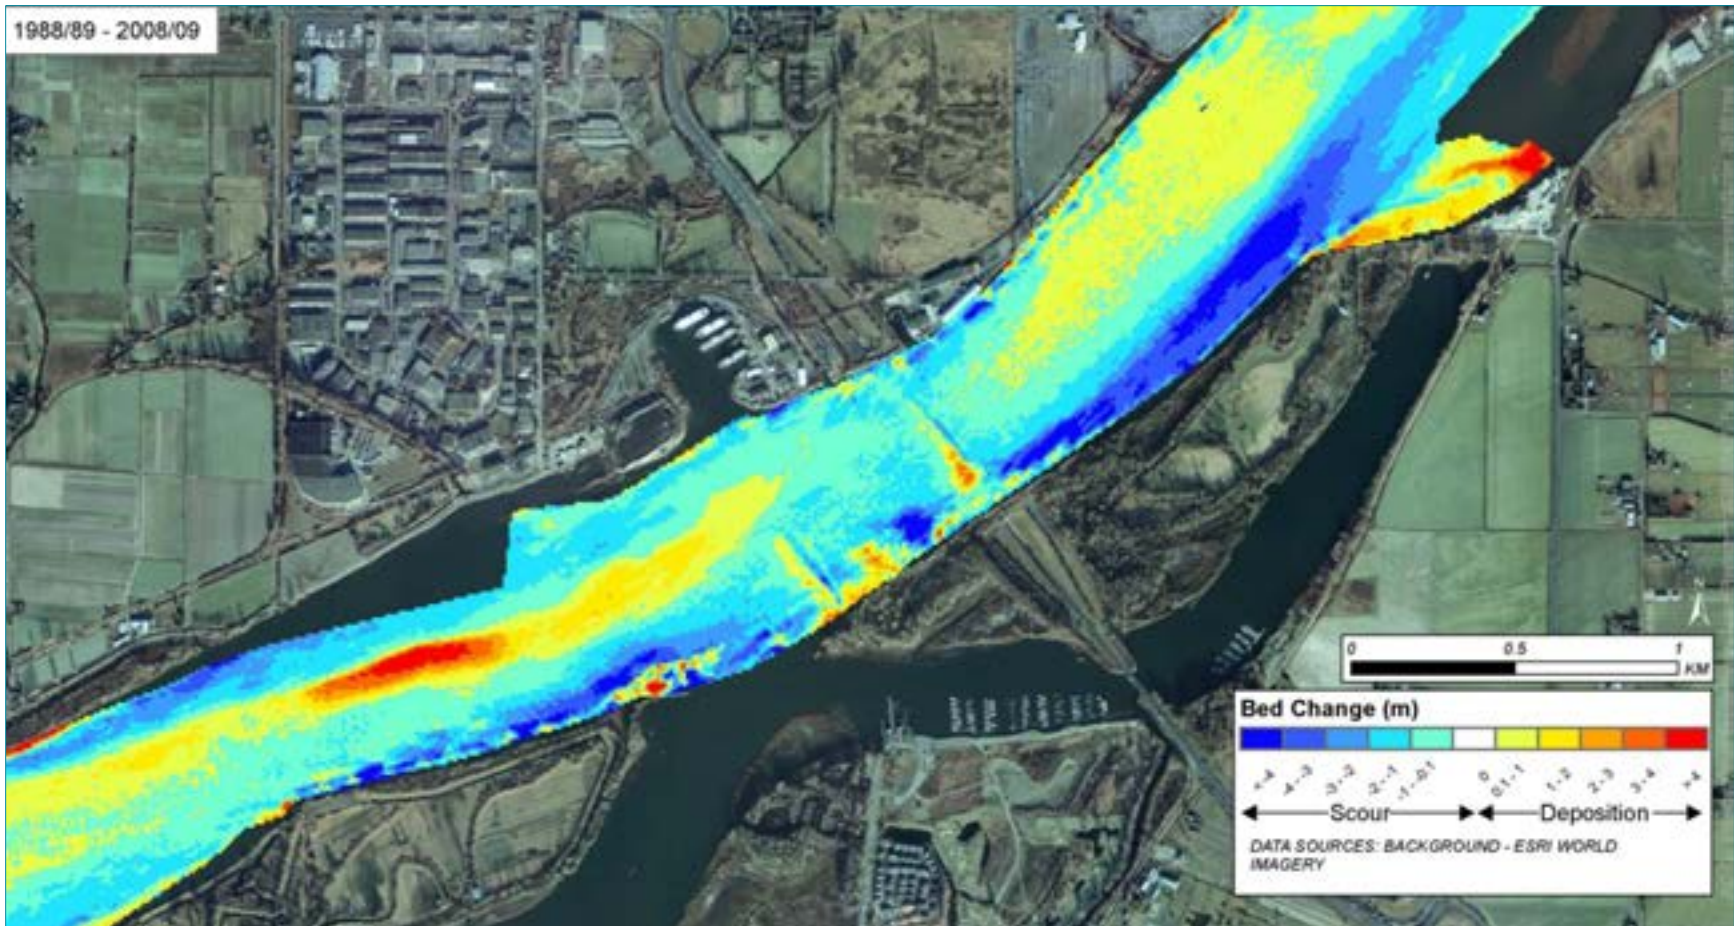 1988/89 - 2008/09
N
0 0.5 1
KM
Bed Change (m)
< -4 -4 - -3 -3 - -2 -2 - -1 -1 - -0.1 0 0.1 - 1 1 - 2 2 - 3 3 - 4 > 4
Scour Deposition
DATA SOURCES: BACKGROUND - ESRI WORLD
IMAGERY